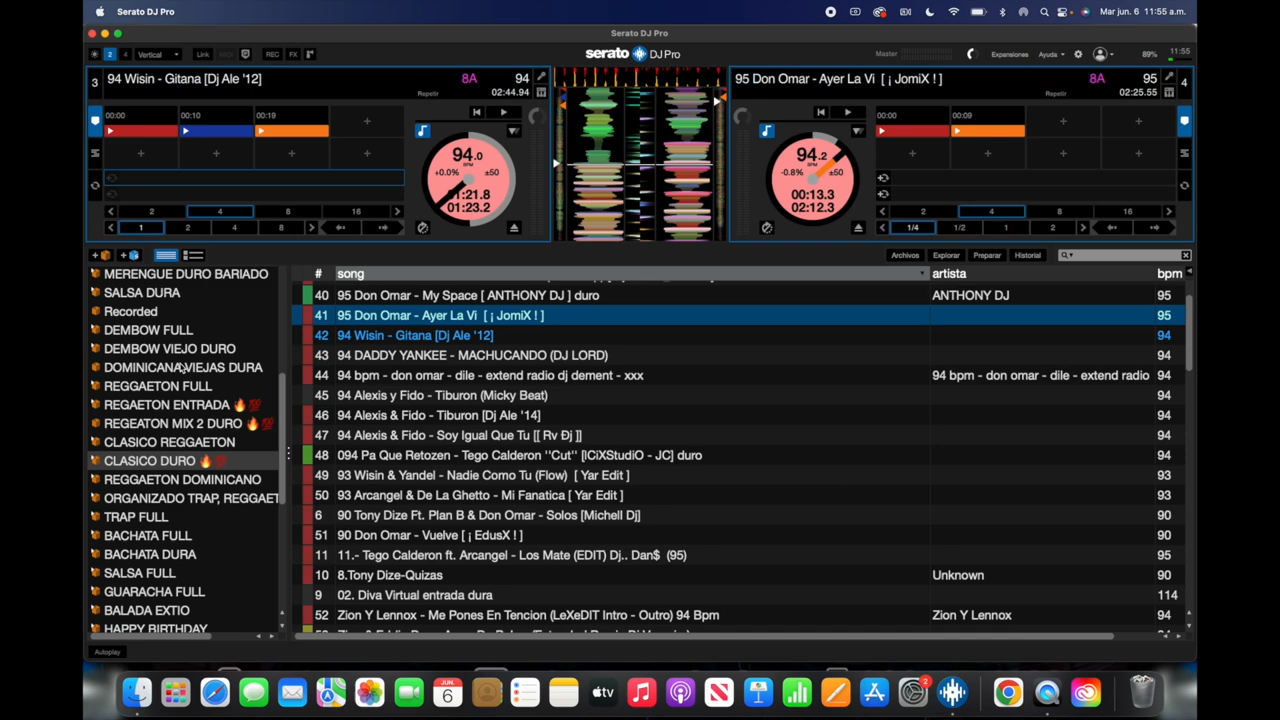 Serato DJ Pro
Mar jun. 6 11:55 a.m.
Serato DJ Pro
2 4 Vertical Link MIDI REC FX
serato DJ Pro
Master Expansiones Ayuda 89% 11:55
3 94 Wisin - Gitana [Dj Ale '12] 8A 94
Repetir 02:44.94
95 Don Omar - Ayer La Vi [ ¡ JomiX ! ] 8A 95 4
Repetir 02:25.55
00:00 00:10 00:19
94.0
BPM
+0.0% ±50
01:21.8
01:23.2
2 4 8 16
1 2 4 8
00:00 00:09
94.2
BPM
-0.8% ±50
00:13.3
02:12.3
2 4 8 16
1/4 1/2 1 2
Archivos Explorar Preparar Historial
# song artista bpm
MERENGUE DURO BARIADO
SALSA DURA
Recorded
DEMBOW FULL
DEMBOW VIEJO DURO
DOMINICANA VIEJAS DURA
REGGAETON FULL
REGAETON ENTRADA 🔥💯
REGEATON MIX 2 DURO 🔥💯
CLASICO REGGAETON
CLASICO DURO 🔥💯
REGGAETON DOMINICANO
ORGANIZADO TRAP, REGGAET
TRAP FULL
BACHATA FULL
BACHATA DURA
SALSA FULL
GUARACHA FULL
BALADA EXTIO
HAPPY BIRTHDAY
40 95 Don Omar - My Space [ ANTHONY DJ ] duro ANTHONY DJ 95
41 95 Don Omar - Ayer La Vi [ ¡ JomiX ! ] 95
42 94 Wisin - Gitana [Dj Ale '12] 94
43 94 DADDY YANKEE - MACHUCANDO (DJ LORD) 94
44 94 bpm - don omar - dile - extend radio dj dement - xxx 94 bpm - don omar - dile - extend radio 94
45 94 Alexis y Fido - Tiburon (Micky Beat) 94
46 94 Alexis & Fido - Tiburon [Dj Ale '14] 94
47 94 Alexis & Fido - Soy Igual Que Tu [[ Rv Đj ]] 94
48 094 Pa Que Retozen - Tego Calderon ''Cut'' [ICiXStudiO - JC] duro 94
49 93 Wisin & Yandel - Nadie Como Tu (Flow) [ Yar Edit ] 93
50 93 Arcangel & De La Ghetto - Mi Fanatica [ Yar Edit ] 93
6 90 Tony Dize Ft. Plan B & Don Omar - Solos [Michell Dj] 90
51 90 Don Omar - Vuelve [ ¡ EdusX ! ] 90
11 11.- Tego Calderon ft. Arcangel - Los Mate (EDIT) Dj.. Dan$ (95) 95
10 8.Tony Dize-Quizas Unknown 90
9 02. Diva Virtual entrada dura 114
52 Zion Y Lennox - Me Pones En Tencion (LeXeDIT Intro - Outro) 94 Bpm Zion Y Lennox 94
Autoplay
JUN.
6
tv
2